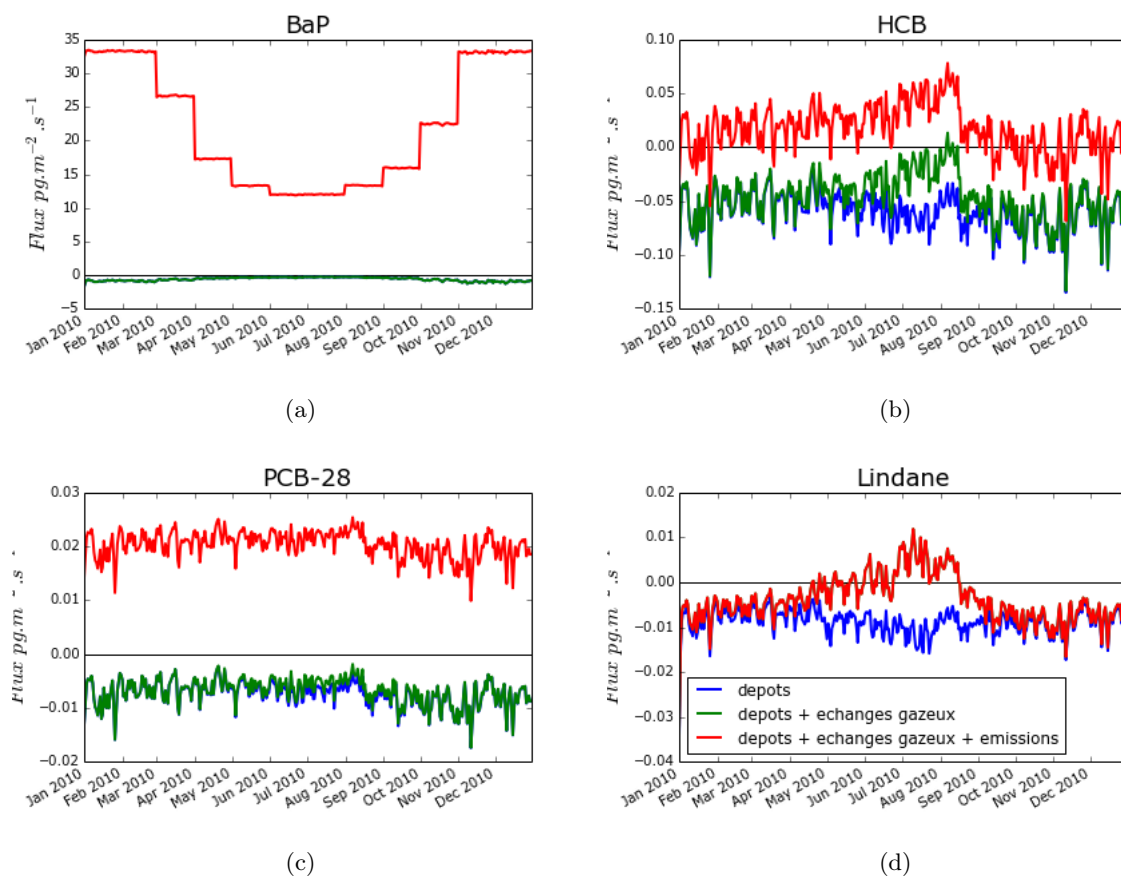 BaP
Flux pg.m⁻².s⁻¹
35
30
25
20
15
10
5
0
−5
Jan 2010
Feb 2010
Mar 2010
Apr 2010
May 2010
Jun 2010
Jul 2010
Aug 2010
Sep 2010
Oct 2010
Nov 2010
Dec 2010
(a)
HCB
Flux pg.m⁻ .s
0.10
0.05
0.00
−0.05
−0.10
−0.15
Jan 2010
Feb 2010
Mar 2010
Apr 2010
May 2010
Jun 2010
Jul 2010
Aug 2010
Sep 2010
Oct 2010
Nov 2010
Dec 2010
(b)
PCB-28
Flux pg.m .s
0.03
0.02
0.01
0.00
−0.01
−0.02
Jan 2010
Feb 2010
Mar 2010
Apr 2010
May 2010
Jun 2010
Jul 2010
Aug 2010
Sep 2010
Oct 2010
Nov 2010
Dec 2010
(c)
Lindane
Flux pg.m .s
0.02
0.01
0.00
−0.01
−0.02
−0.03
−0.04
depots
depots + echanges gazeux
depots + echanges gazeux + emissions
Jan 2010
Feb 2010
Mar 2010
Apr 2010
May 2010
Jun 2010
Jul 2010
Aug 2010
Sep 2010
Oct 2010
Nov 2010
Dec 2010
(d)